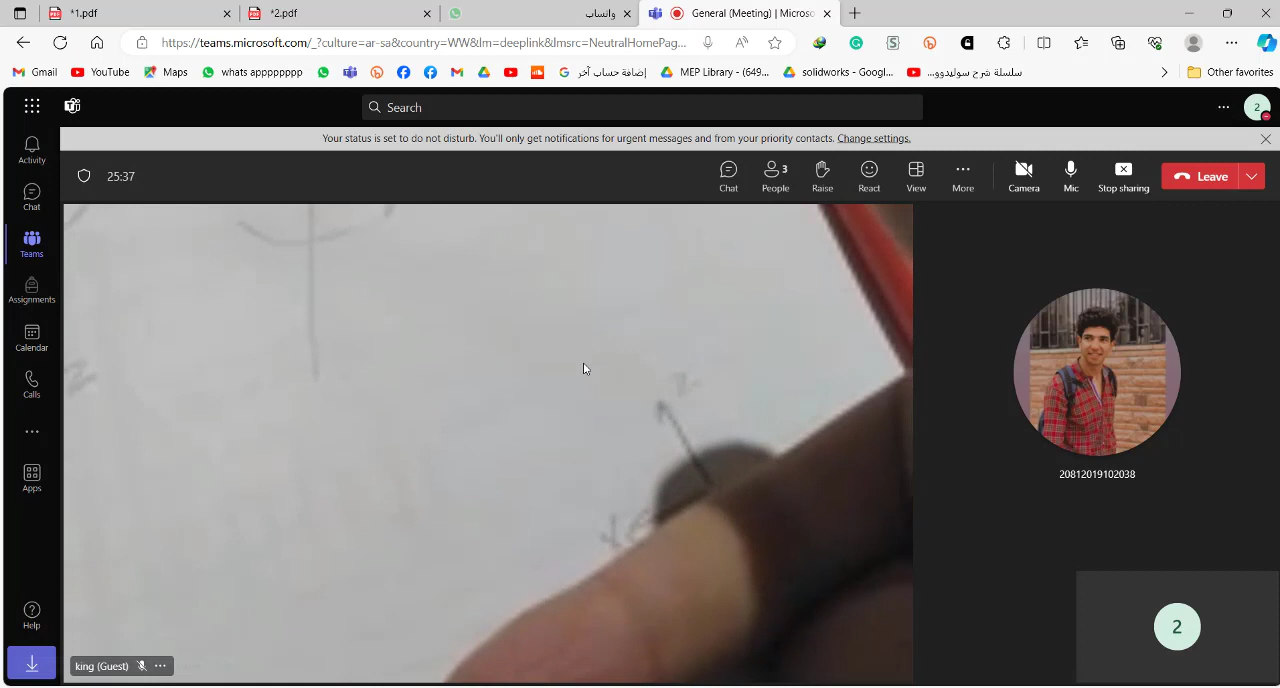 *1.pdf
*2.pdf
واتساب
General (Meeting) | Microso
https://teams.microsoft.com/_?culture=ar-sa&country=WW&lm=deeplink&lmsrc=NeutralHomePag...
Gmail
YouTube
Maps
whats apppppppp
إضافة حساب آخر
MEP Library - (649...
solidworks - Googl...
سلسلة شرح سوليدوو...
Other favorites
Search
2
Your status is set to do not disturb. You'll only get notifications for urgent messages and from your priority contacts. Change settings.
Activity
Chat
Teams
Assignments
Calendar
Calls
Apps
Help
25:37
Chat
3
People
Raise
React
View
More
Camera
Mic
Stop sharing
Leave
20812019102038
2
king (Guest)